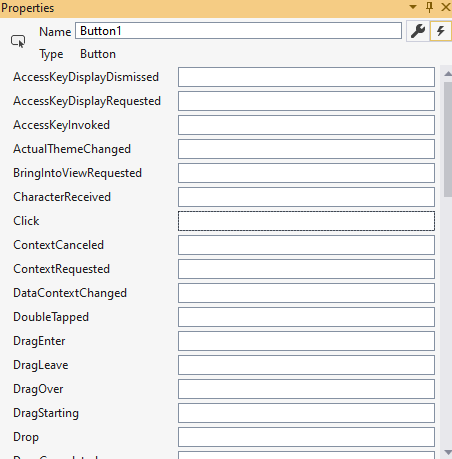 Properties
Name Button1
Type Button
AccessKeyDisplayDismissed
AccessKeyDisplayRequested
AccessKeyInvoked
ActualThemeChanged
BringIntoViewRequested
CharacterReceived
Click
ContextCanceled
ContextRequested
DataContextChanged
DoubleTapped
DragEnter
DragLeave
DragOver
DragStarting
Drop